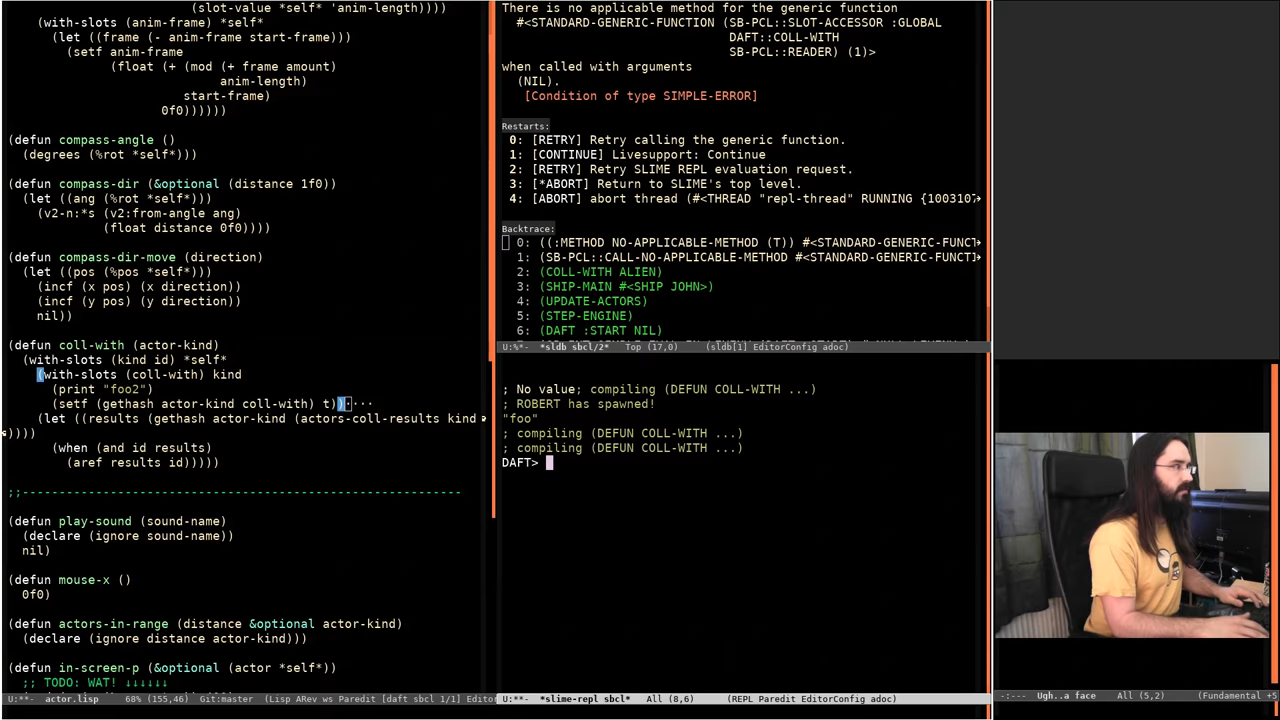 (slot-value *self* 'anim-length))))
(with-slots (anim-frame) *self*
(let ((frame (- anim-frame start-frame)))
(setf anim-frame
(float (+ (mod (+ frame amount)
anim-length)
start-frame)
0f0))))))
(defun compass-angle ()
(degrees (%rot *self*)))
(defun compass-dir (&optional (distance 1f0))
(let ((ang (%rot *self*)))
(v2-n:*s (v2:from-angle ang)
(float distance 0f0))))
(defun compass-dir-move (direction)
(let ((pos (%pos *self*)))
(incf (x pos) (x direction))
(incf (y pos) (y direction))
nil))
(defun coll-with (actor-kind)
(with-slots (kind id) *self*
(with-slots (coll-with) kind
(print "foo2")
(setf (gethash actor-kind coll-with) t))····
(let ((results (gethash actor-kind (actors-coll-results kind
))))
(when (and id results)
(aref results id)))))
;;-------------------------------------------------------------
(defun play-sound (sound-name)
(declare (ignore sound-name))
nil)
(defun mouse-x ()
0f0)
(defun actors-in-range (distance &optional actor-kind)
(declare (ignore distance actor-kind)))
(defun in-screen-p (&optional (actor *self*))
;; TODO: WAT! ↓↓↓↓↓↓
U:**- actor.lisp 68% (155,46) Git:master (Lisp ARev ws Paredit [daft sbcl 1/1] Editor
There is no applicable method for the generic function
#<STANDARD-GENERIC-FUNCTION (SB-PCL::SLOT-ACCESSOR :GLOBAL
DAFT::COLL-WITH
SB-PCL::READER) (1)>
when called with arguments
(NIL).
[Condition of type SIMPLE-ERROR]
Restarts:
0: [RETRY] Retry calling the generic function.
1: [CONTINUE] Livesupport: Continue
2: [RETRY] Retry SLIME REPL evaluation request.
3: [*ABORT] Return to SLIME's top level.
4: [ABORT] abort thread (#<THREAD "repl-thread" RUNNING {100310
Backtrace:
0: ((:METHOD NO-APPLICABLE-METHOD (T)) #<STANDARD-GENERIC-FUNCT
1: (SB-PCL::CALL-NO-APPLICABLE-METHOD #<STANDARD-GENERIC-FUNCTI
2: (COLL-WITH ALIEN)
3: (SHIP-MAIN #<SHIP JOHN>)
4: (UPDATE-ACTORS)
5: (STEP-ENGINE)
6: (DAFT :START NIL)
U:%*- *sldb sbcl/2* Top (17,0) (sldb[1] EditorConfig adoc)
; No value; compiling (DEFUN COLL-WITH ...)
; ROBERT has spawned!
"foo"
; compiling (DEFUN COLL-WITH ...)
; compiling (DEFUN COLL-WITH ...)
DAFT>
U:**- *slime-repl sbcl* All (8,6) (REPL Paredit EditorConfig adoc)
-:--- Ugh..a face All (5,2) (Fundamental +5